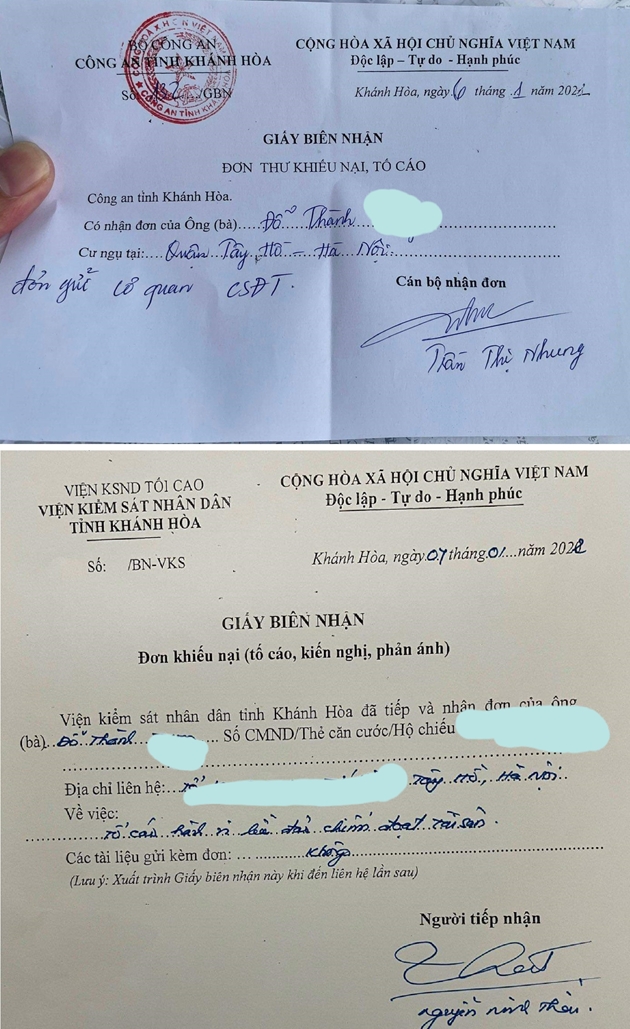 BỘ CÔNG AN
CÔNG AN TỈNH KHÁNH HÒA
Số: /GBN
CỘNG HÒA XÃ HỘI CHỦ NGHĨA VIỆT NAM
Độc lập – Tự do - Hạnh phúc
Khánh Hòa, ngày 6 tháng 1 năm 2022
GIẤY BIÊN NHẬN
ĐƠN THƯ KHIẾU NẠI, TỐ CÁO
Công an tỉnh Khánh Hòa.
Có nhận đơn của Ông (bà)....Đỗ Thành
Cư ngụ tại:....Quận Tây Hồ – Hà Nội.
đơn gửi cơ quan CSĐT.
Cán bộ nhận đơn
Trần Thị Nhung
VIỆN KSND TỐI CAO
VIỆN KIỂM SÁT NHÂN DÂN
TỈNH KHÁNH HÒA
Số: /BN-VKS
CỘNG HÒA XÃ HỘI CHỦ NGHĨA VIỆT NAM
Độc lập - Tự do - Hạnh phúc
Khánh Hòa, ngày 07 tháng 01 năm 2022
GIẤY BIÊN NHẬN
Đơn khiếu nại (tố cáo, kiến nghị, phản ánh)
Viện kiểm sát nhân dân tỉnh Khánh Hòa đã tiếp và nhận đơn của ông
(bà) Đỗ Thành Số CMND/Thẻ căn cước/Hộ chiếu
Địa chỉ liên hệ: Tổ Tây Hồ, Hà Nội.
Về việc:
Tố cáo hành vi lừa đảo chiếm đoạt tài sản.
Các tài liệu gửi kèm đơn: không
(Lưu ý: Xuất trình Giấy biên nhận này khi đến liên hệ lần sau)
Người tiếp nhận
Nguyễn